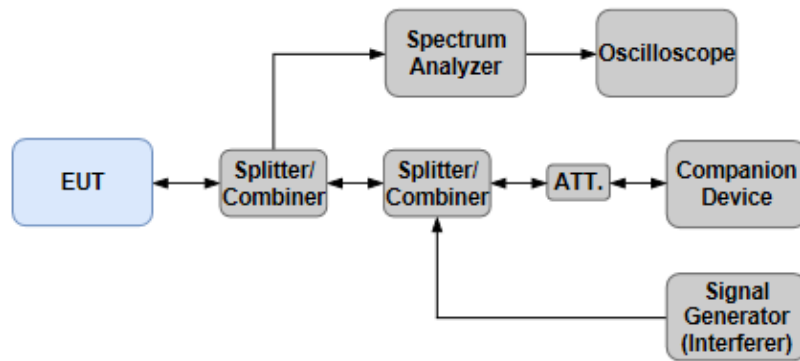 Spectrum
Analyzer
Oscilloscope
EUT
Splitter/
Combiner
Splitter/
Combiner
ATT.
Companion
Device
Signal
Generator
(Interferer)